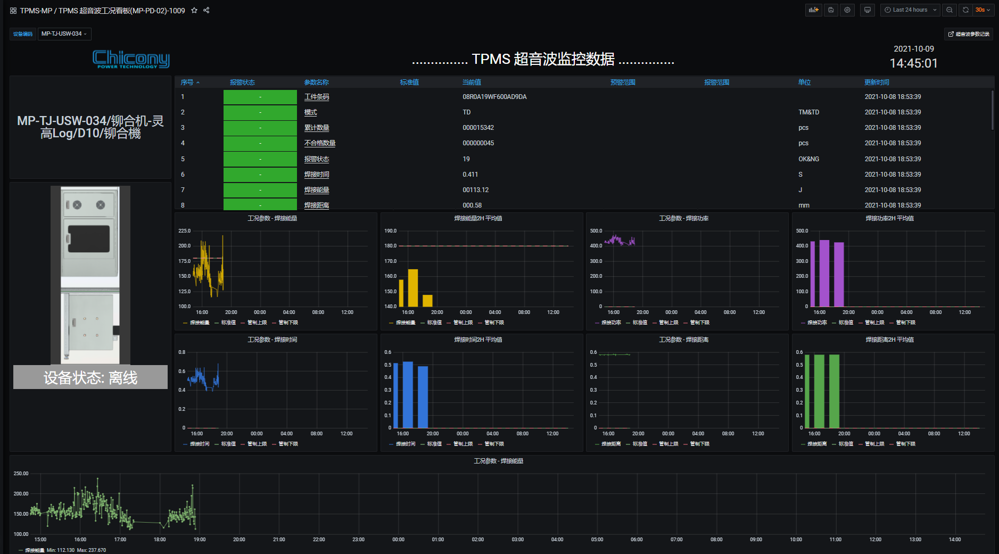 TPMS-MP / TPMS 超音波工况看板(MP-PD-02)-1009
Last 24 hours
30s
设备编码
MP-TJ-USW-034
超音波参数记录
Chicony
POWER TECHNOLOGY
............... TPMS 超音波监控数据 ...............
2021-10-09
14:45:01
MP-TJ-USW-034/铆合机-灵
高Log/D10/铆合機
设备状态: 离线
序号 报警状态 参数名称 标准值 当前值 预警范围 报警范围 单位 更新时间
1 - 工件条码 08R0A19WF600AD9DA 2021-10-08 18:53:39
2 - 模式 TD TM&TD 2021-10-08 18:53:39
3 - 累计数量 000015342 pcs 2021-10-08 18:53:39
4 - 不合格数量 000000045 pcs 2021-10-08 18:53:39
5 - 报警状态 19 OK&NG 2021-10-08 18:53:39
6 - 焊接时间 0.411 S 2021-10-08 18:53:39
7 - 焊接能量 00113.12 J 2021-10-08 18:53:39
8 - 焊接距离 000.58 mm 2021-10-08 18:53:39
工况参数 - 焊接能量
225.0
200.0
175.0
150.0
125.0
100.0
16:00 20:00 00:00 04:00 08:00 12:00
焊接能量 标准值 管制上限 管制下限
焊接能量2H 平均值
190.0
180.0
170.0
160.0
150.0
140.0
16:00 20:00 00:00 04:00 08:00 12:00
焊接能量 标准值 管制上限 管制下限
工况参数 - 焊接功率
500.0
400.0
300.0
200.0
100.0
0
16:00 20:00 00:00 04:00 08:00 12:00
焊接功率 标准值 管制上限 管制下限
焊接功率2H 平均值
500.0
400.0
300.0
200.0
100.0
0
16:00 20:00 00:00 04:00 08:00 12:00
焊接功率 标准值 管制上限 管制下限
工况参数 - 焊接时间
0.8
0.6
0.4
0.2
0
16:00 20:00 00:00 04:00 08:00 12:00
焊接时间 标准值 管制上限 管制下限
焊接时间2H 平均值
0.6
0.5
0.4
0.3
0.2
0.1
0
16:00 20:00 00:00 04:00 08:00 12:00
焊接时间 标准值 管制上限 管制下限
工况参数 - 焊接距离
0.6
0.5
0.4
0.3
0.2
0.1
0
16:00 20:00 00:00 04:00 08:00 12:00
焊接距离 标准值 管制上限 管制下限
焊接距离2H 平均值
0.6
0.5
0.4
0.3
0.2
0.1
0
16:00 20:00 00:00 04:00 08:00 12:00
焊接距离 标准值 管制上限 管制下限
工况参数 - 焊接能量
250.00
200.00
150.00
100.00
15:00 16:00 17:00 18:00 19:00 20:00 21:00 22:00 23:00 00:00 01:00 02:00 03:00 04:00 05:00 06:00 07:00 08:00 09:00 10:00 11:00 12:00 13:00 14:00
焊接能量 Min: 112.130 Max: 237.670